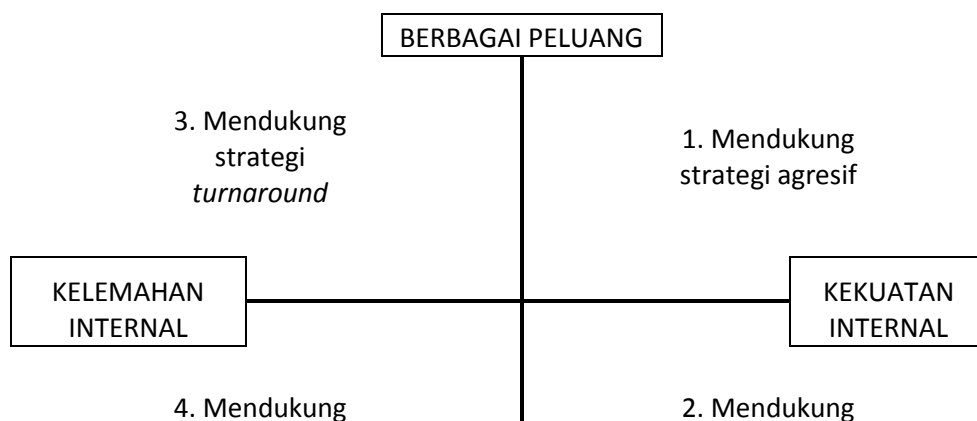 BERBAGAI PELUANG
3. Mendukung
strategi
turnaround
1. Mendukung
strategi agresif
KELEMAHAN
INTERNAL
KEKUATAN
INTERNAL
4. Mendukung
2. Mendukung